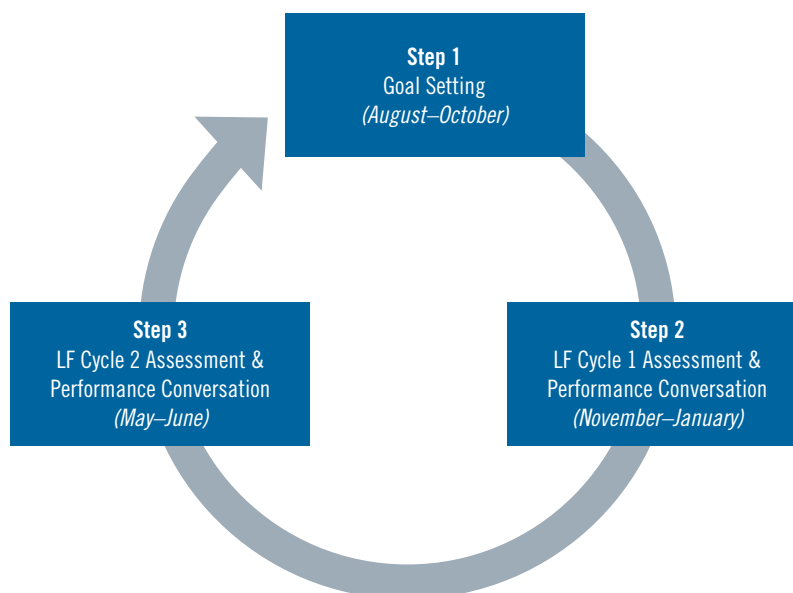 Step 1
Goal Setting
(August–October)
Step 3
LF Cycle 2 Assessment &
Performance Conversation
(May–June)
Step 2
LF Cycle 1 Assessment &
Performance Conversation
(November–January)